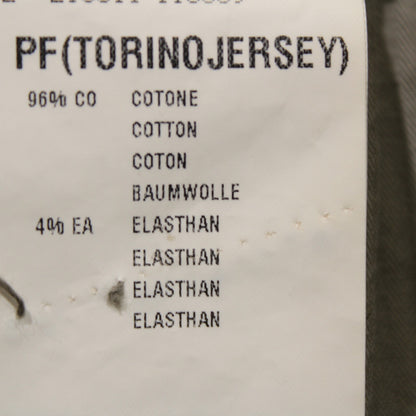 PF(TORINOJERSEY)
96% CO COTONE
COTTON
COTON
BAUMWOLLE
4% EA ELASTHAN
ELASTHAN
ELASTHAN
ELASTHAN